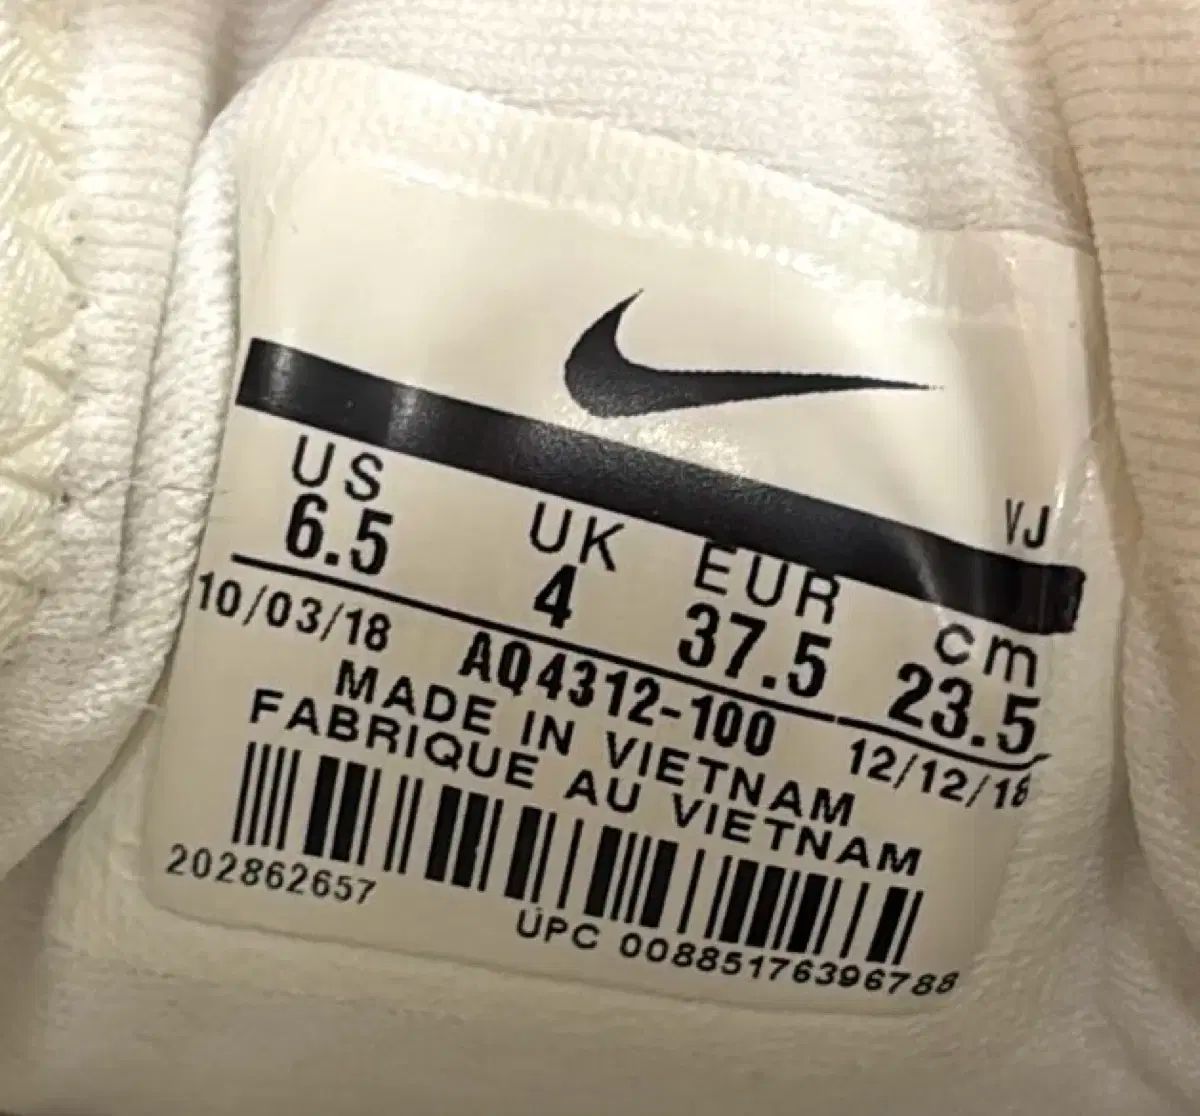 VJ
US UK EUR cm
6.5 4 37.5 23.5
10/03/18 AQ4312-100 12/12/18
MADE IN VIETNAM
FABRIQUE AU VIETNAM
202862657
UPC 00885176396788